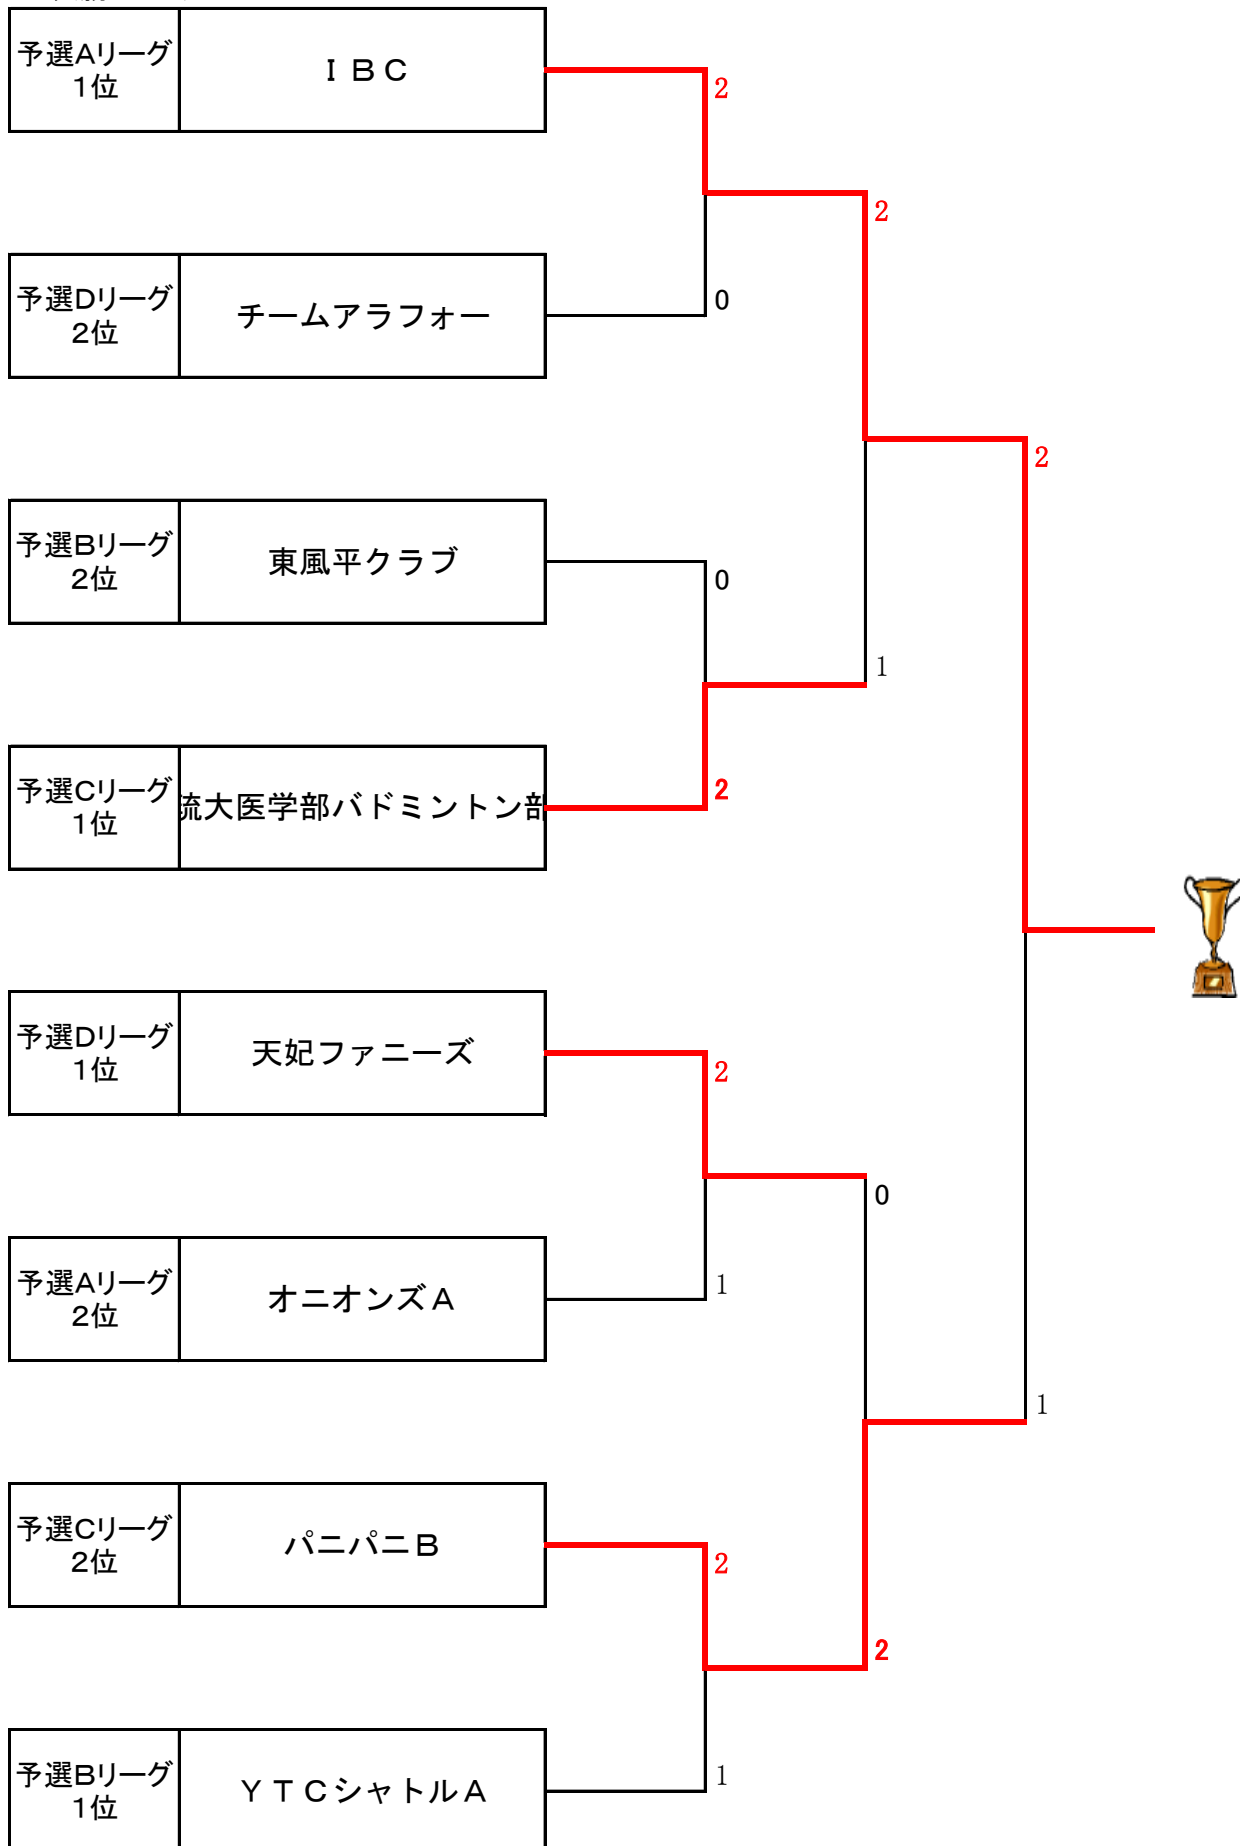 予選Aリーグ
1位
ＩＢＣ
2
2
予選Dリーグ
2位
チームアラフォー
0
2
予選Bリーグ
2位
東風平クラブ
0
1
予選Cリーグ
1位
琉大医学部バドミントン部
2
予選Dリーグ
1位
天妃ファニーズ
2
0
予選Aリーグ
2位
オニオンズＡ
1
1
予選Cリーグ
2位
パニパニＢ
2
2
予選Bリーグ
1位
ＹＴＣシャトルＡ
1